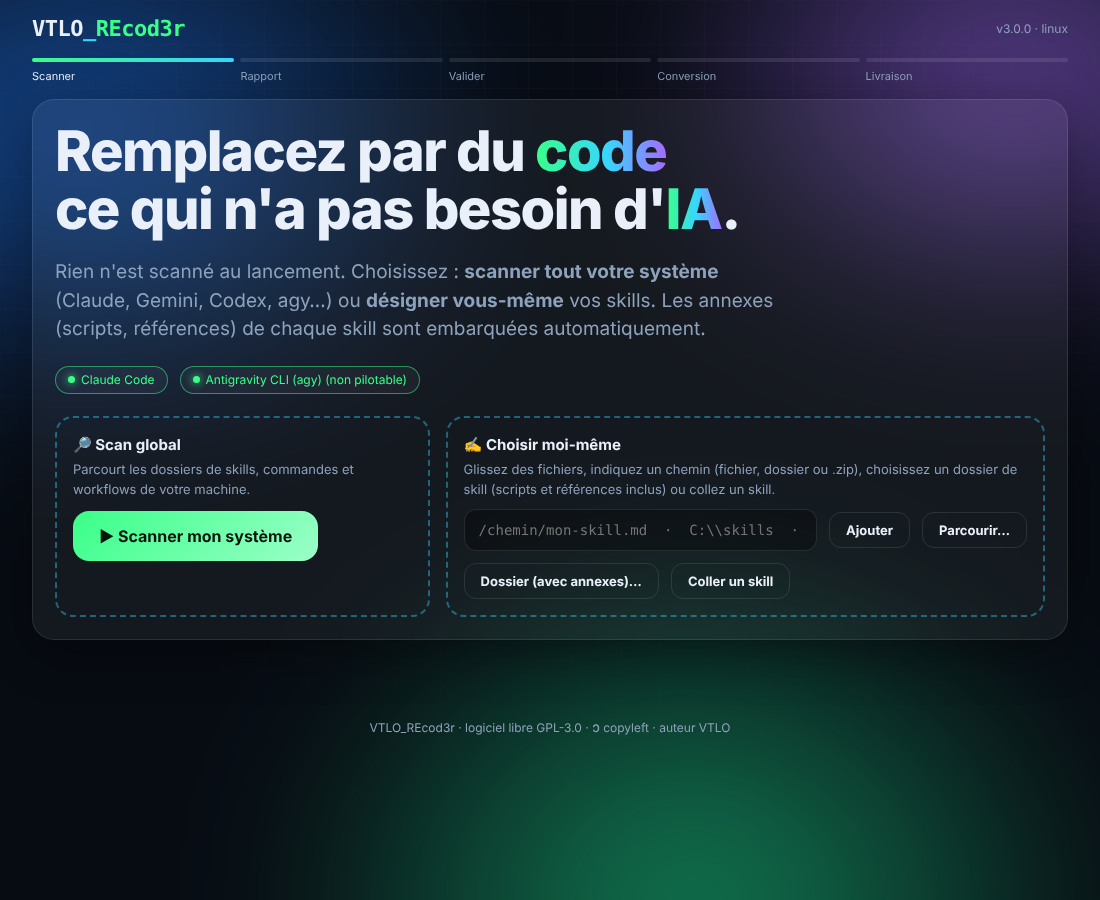 VTLO_REcod3r
v3.0.0 · linux
Scanner
Rapport
Valider
Conversion
Livraison
Remplacez par du code
ce qui n'a pas besoin d'IA.
Rien n'est scanné au lancement. Choisissez : scanner tout votre système
(Claude, Gemini, Codex, agy…) ou désigner vous-même vos skills. Les annexes
(scripts, références) de chaque skill sont embarquées automatiquement.
Claude Code
Antigravity CLI (agy) (non pilotable)
🔎 Scan global
Parcourt les dossiers de skills, commandes et
workflows de votre machine.
▶ Scanner mon système
✍️ Choisir moi-même
Glissez des fichiers, indiquez un chemin (fichier, dossier ou .zip), choisissez un dossier de
skill (scripts et références inclus) ou collez un skill.
/chemin/mon-skill.md · C:\\skills ·
Ajouter
Parcourir…
Dossier (avec annexes)…
Coller un skill
VTLO_REcod3r · logiciel libre GPL-3.0 · ɔ copyleft · auteur VTLO